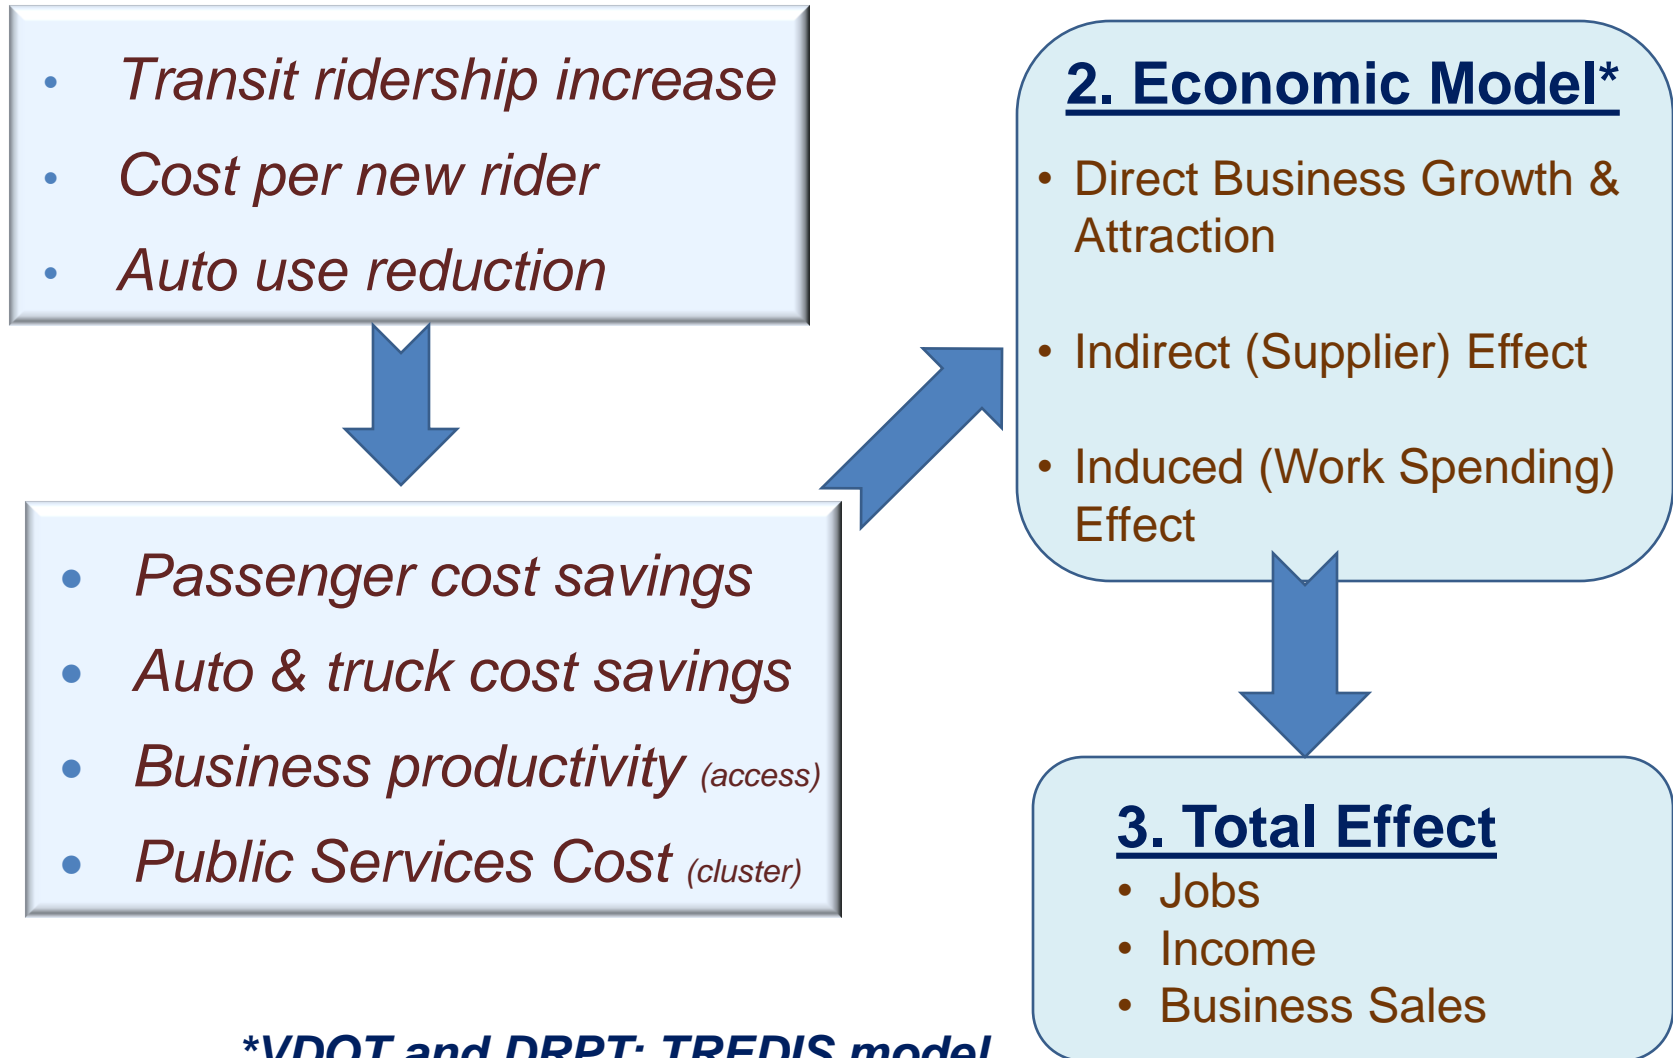 • Transit ridership increase
• Cost per new rider
• Auto use reduction
• Passenger cost savings
• Auto & truck cost savings
• Business productivity (access)
• Public Services Cost (cluster)
2. Economic Model*
• Direct Business Growth &
Attraction
• Indirect (Supplier) Effect
• Induced (Work Spending)
Effect
3. Total Effect
• Jobs
• Income
• Business Sales
*VDOT and DRPT: TREDIS model